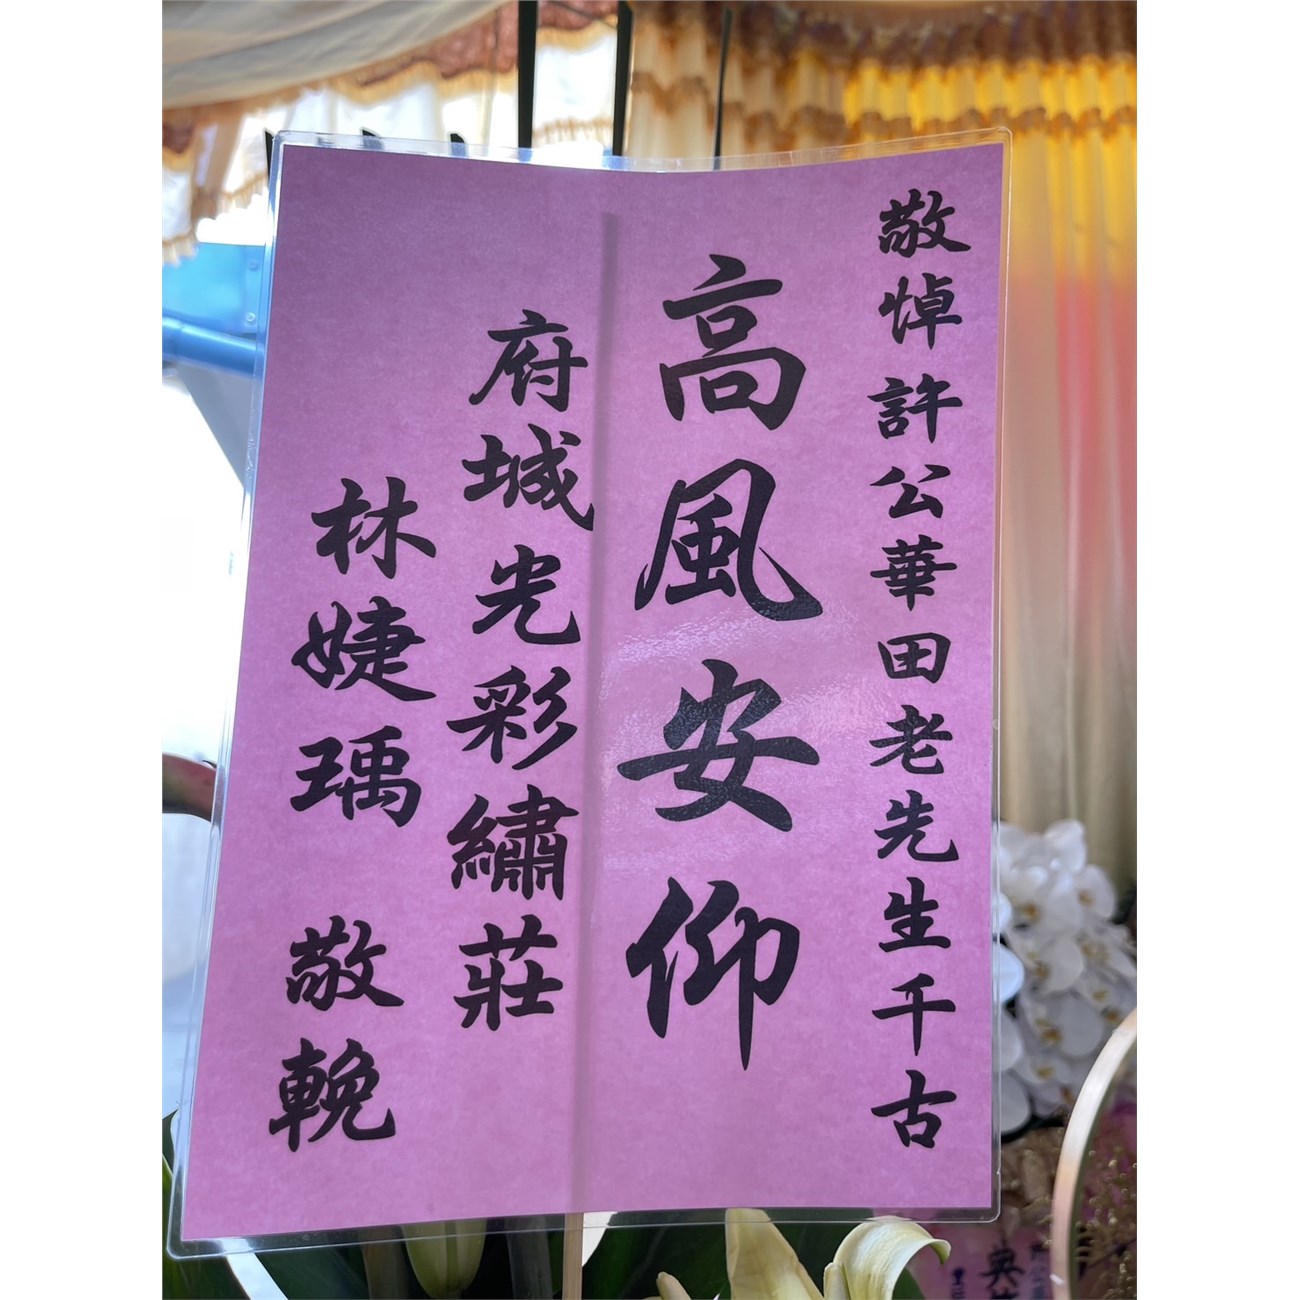 敬悼許公華田老先生千古
高風安仰
府城光彩繡莊
林婕瑀 敬輓